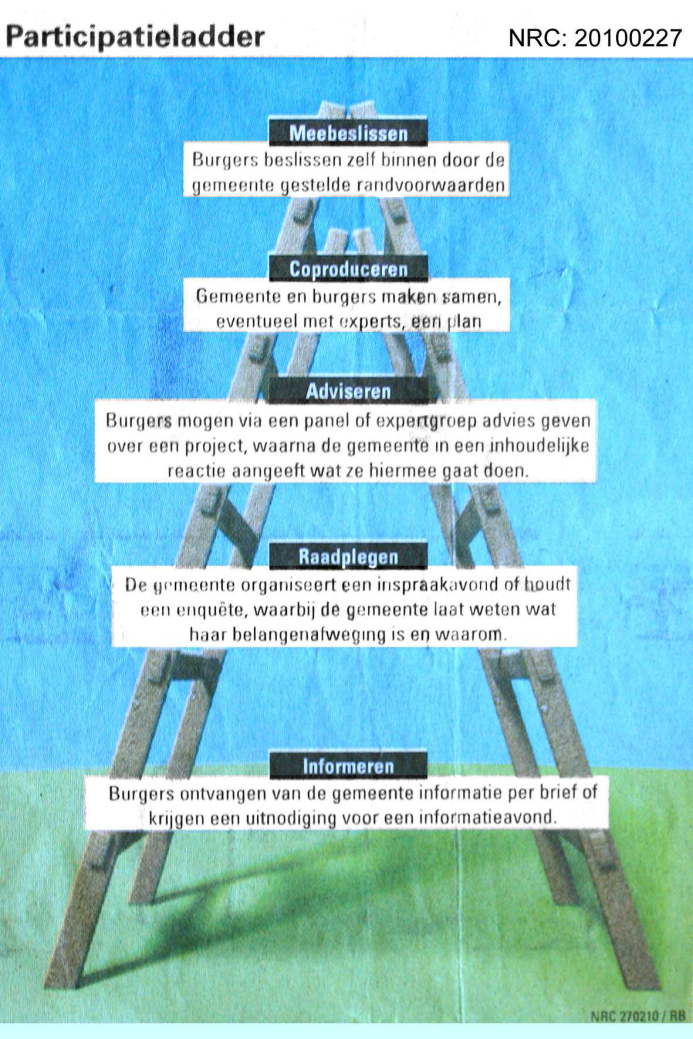 Participatieladder
NRC: 20100227
Meebeslissen
Burgers beslissen zelf binnen door de
gemeente gestelde randvoorwaarden
Coproduceren
Gemeente en burgers maken samen,
eventueel met experts, een plan
Adviseren
Burgers mogen via een panel of expertgroep advies geven
over een project, waarna de gemeente in een inhoudelijke
reactie aangeeft wat ze hiermee gaat doen.
Raadplegen
De gemeente organiseert een inspraakavond of houdt
een enquête, waarbij de gemeente laat weten wat
haar belangenafweging is en waarom.
Informeren
Burgers ontvangen van de gemeente informatie per brief of
krijgen een uitnodiging voor een informatieavond.
NRC 270210 / RB